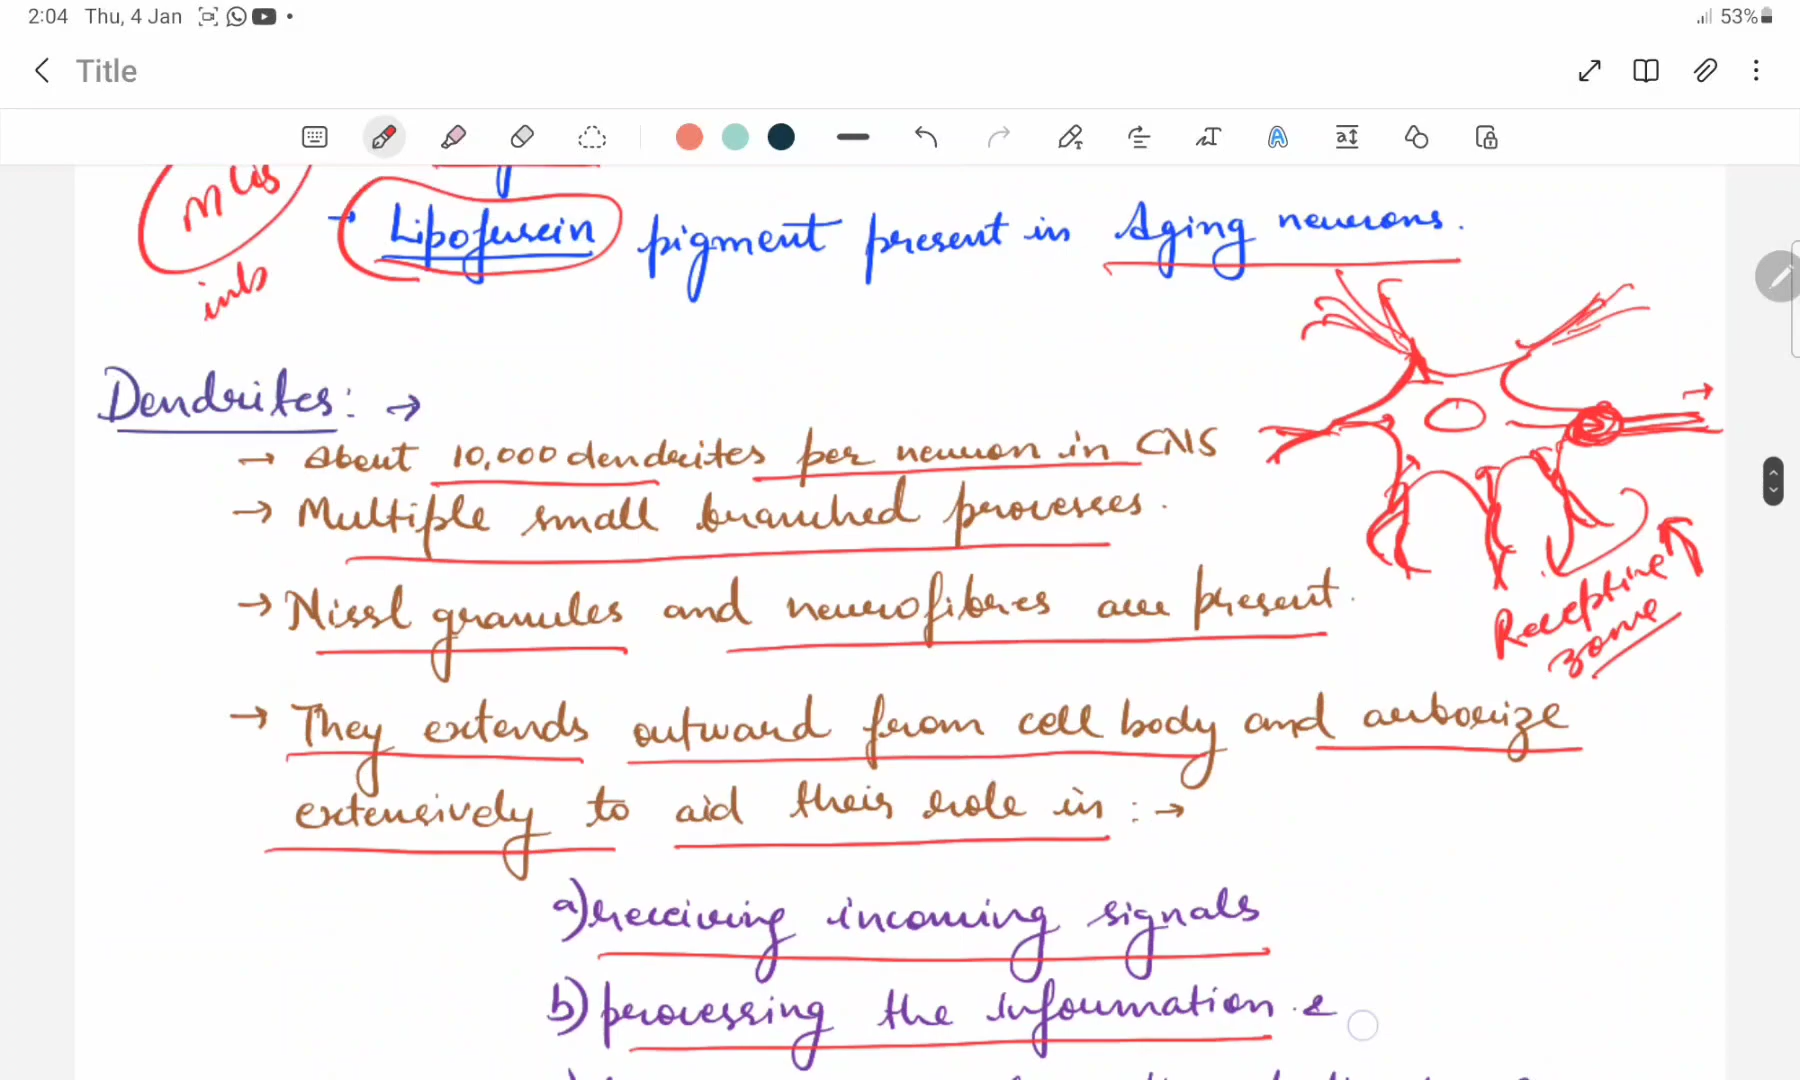 2:04 Thu, 4 Jan
53%
Title
MCQs
→ Lipofuscin pigment present in Aging neurons.
Dendrites: →
→ About 10,000 dendrites per neuron in CNS
→ Multiple small branched processes.
→ Nissl granules and neurofibres are present.
Receptive
zone
→ They extends outward from cell body and arborize
extensively to aid their role in : →
a) receiving incoming signals
b) processing the information &